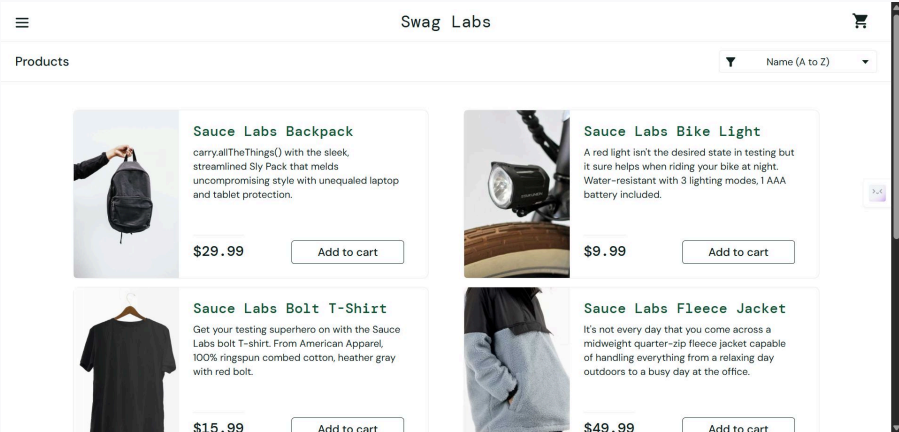 Swag Labs
Products
Name (A to Z)
Sauce Labs Backpack
carry.allTheThings() with the sleek,
streamlined Sly Pack that melds
uncompromising style with unequaled laptop
and tablet protection.
$29.99
Add to cart
Sauce Labs Bike Light
A red light isn't the desired state in testing but
it sure helps when riding your bike at night.
Water-resistant with 3 lighting modes, 1 AAA
battery included.
$9.99
Add to cart
Sauce Labs Bolt T-Shirt
Get your testing superhero on with the Sauce
Labs bolt T-shirt. From American Apparel,
100% ringspun combed cotton, heather gray
with red bolt.
$15.99
Add to cart
Sauce Labs Fleece Jacket
It's not every day that you come across a
midweight quarter-zip fleece jacket capable
of handling everything from a relaxing day
outdoors to a busy day at the office.
$49.99
Add to cart